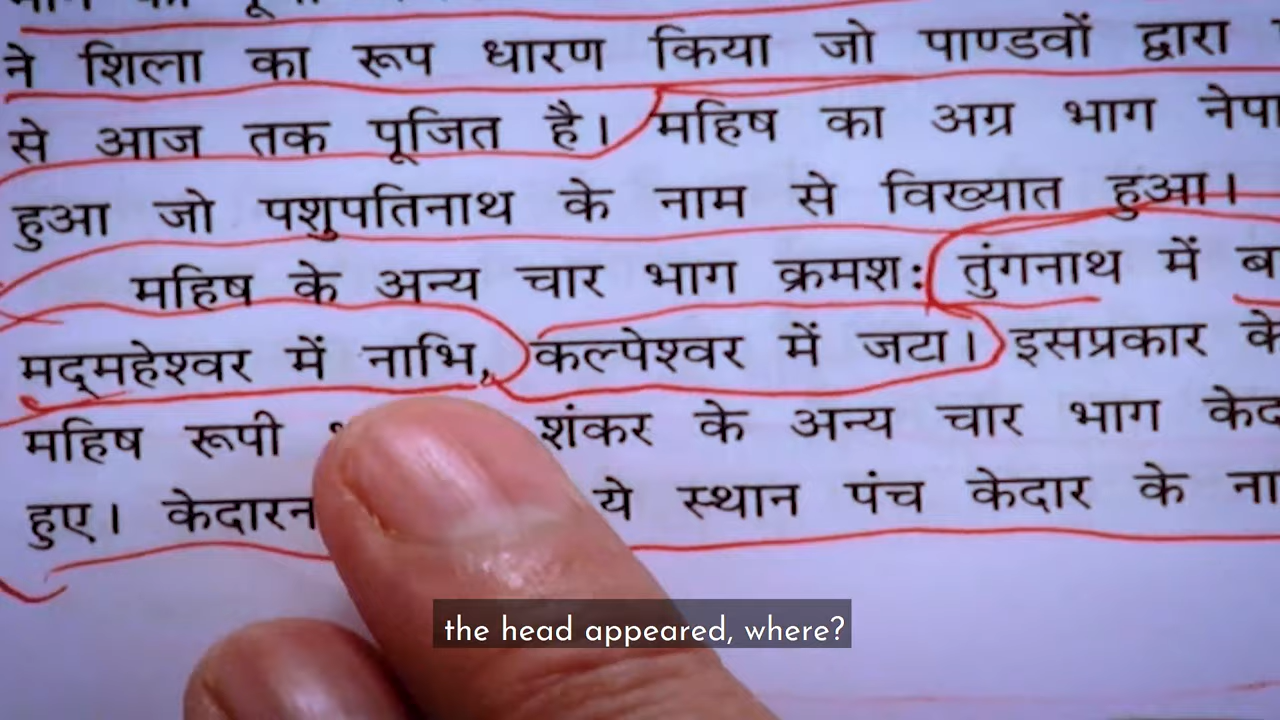 ने शिला का रूप धारण किया जो पाण्डवों द्वारा
से आज तक पूजित है। महिष का अग्र भाग
हुआ जो पशुपतिनाथ के नाम से विख्यात हुआ।
महिष के अन्य चार भाग क्रमशः तुंगनाथ में
मद्महेश्वर में नाभि, कल्पेश्वर में जटा। इसप्रकार
महिष रूपी शंकर के अन्य चार भाग
हुए। ये स्थान पंच केदार के
the head appeared, where?